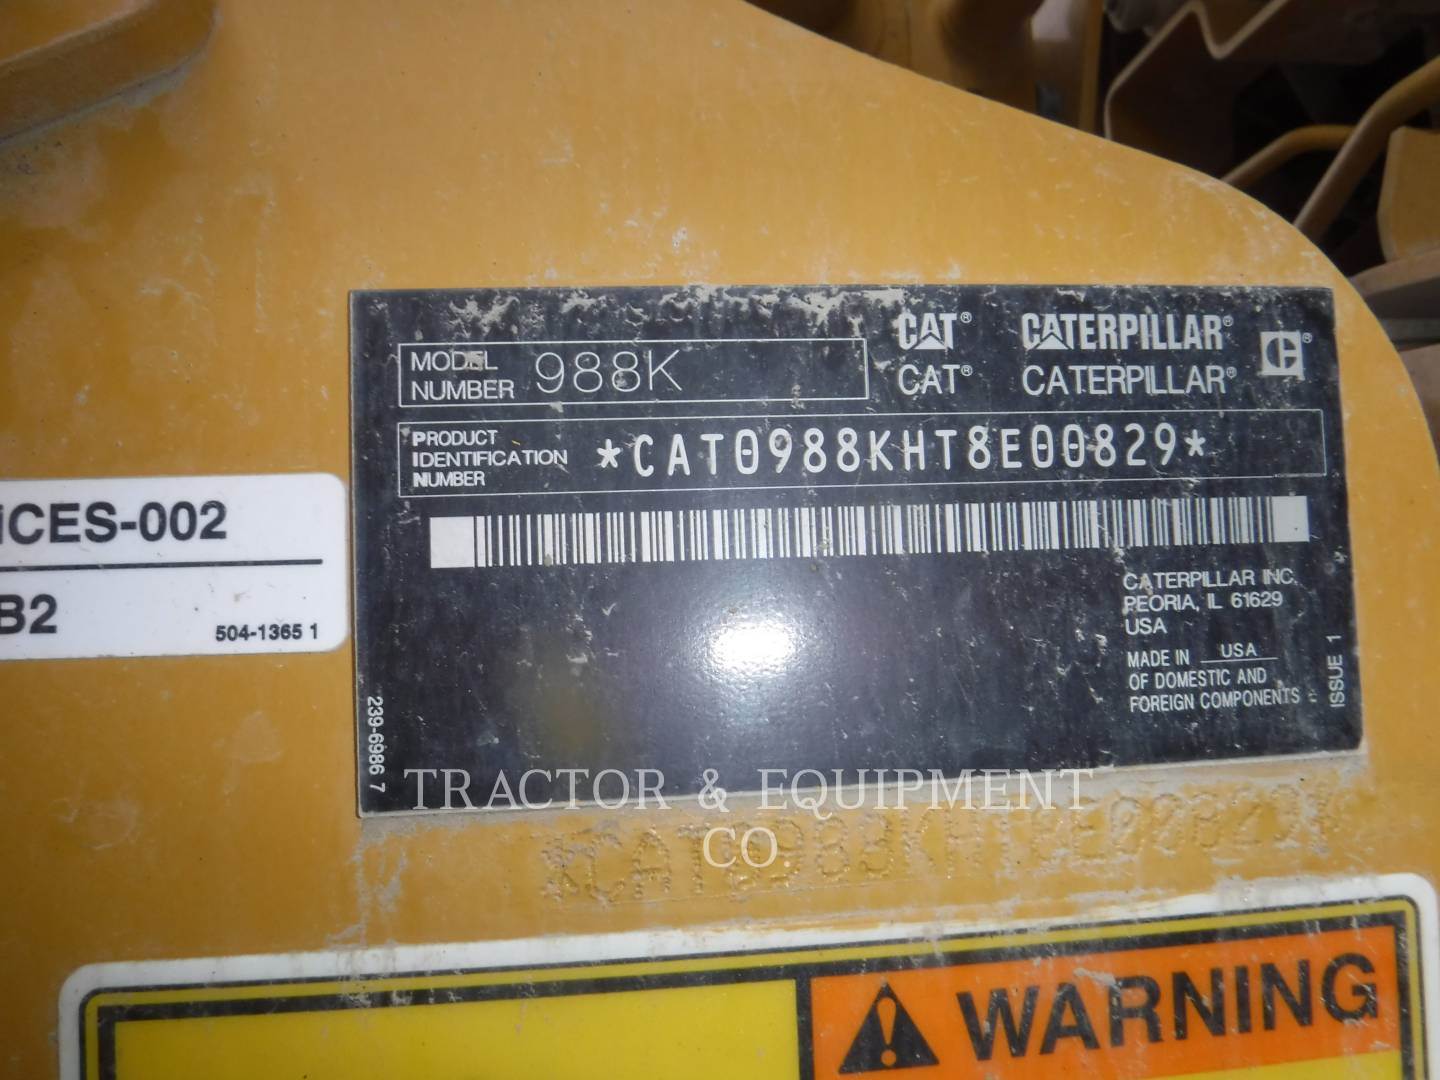 MODEL NUMBER 988K
CAT® CATERPILLAR®
CAT® CATERPILLAR®
PRODUCT IDENTIFICATION NUMBER *CAT0988KHT8E00829*
CATERPILLAR INC.
PEORIA, IL 61629
USA
MADE IN USA
OF DOMESTIC AND
FOREIGN COMPONENTS
ISSUE 1
239-6986 7
ICES-002
B2
504-1365 1
TRACTOR & EQUIPMENT
CO.
*CAT0988KHT8E00829*
WARNING